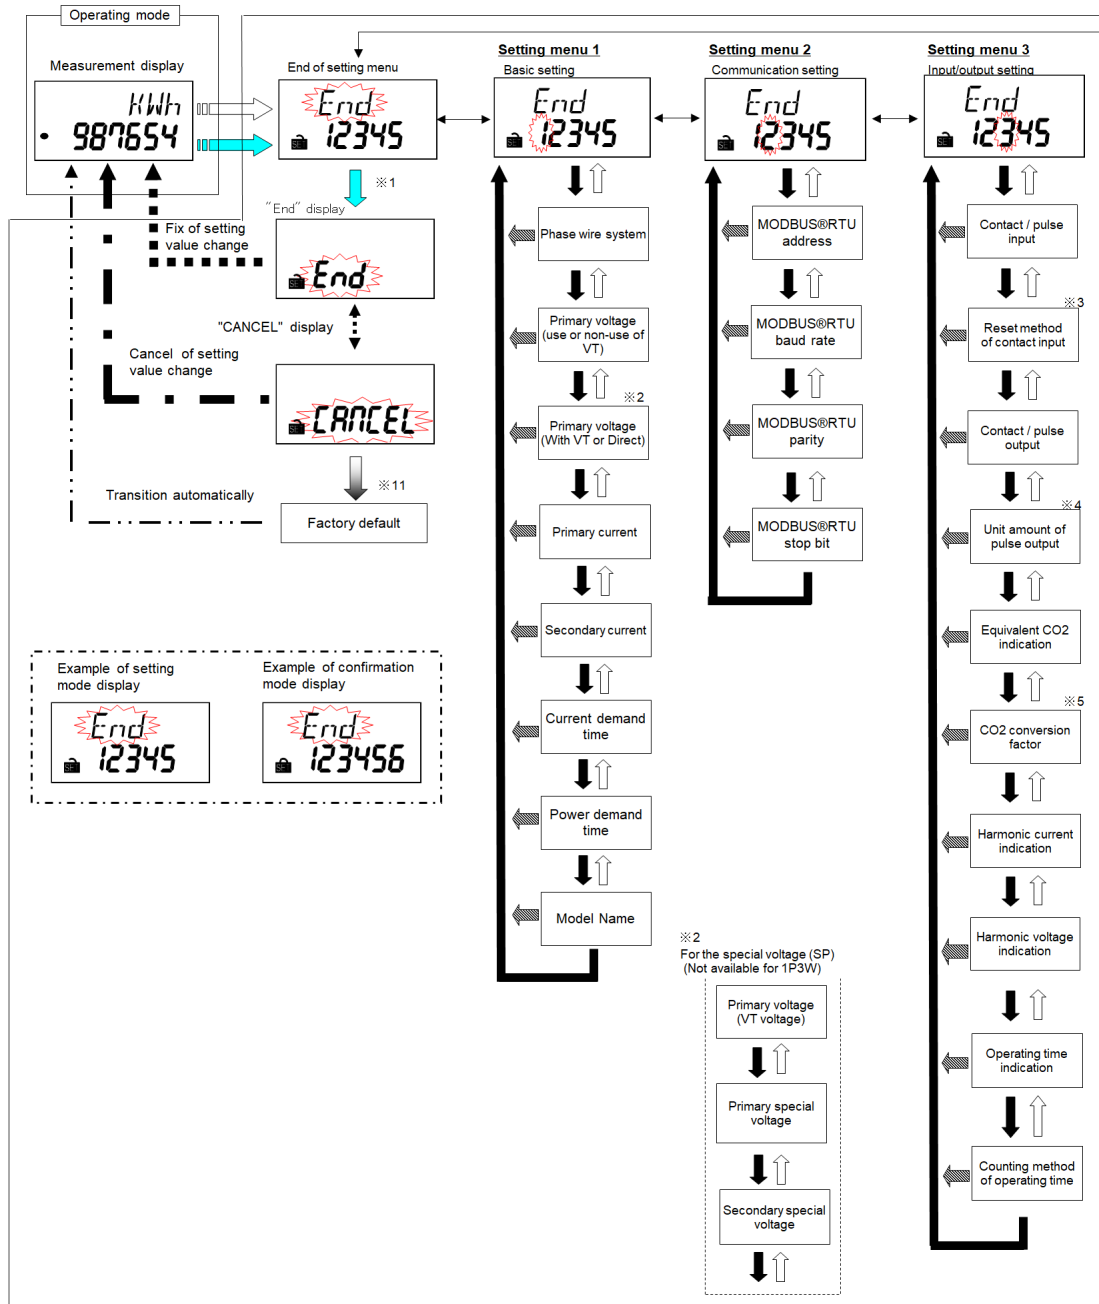 Operating mode
Measurement display
KWh
987654
End of setting menu
End
SET
12345
※1
"End" display
SET
End
Fix of setting
value change
"CANCEL" display
Cancel of setting
value change
SET
CANCEL
※11
Transition automatically
Factory default
Example of setting
mode display
End
SET
12345
Example of confirmation
mode display
End
SET
123456
Setting menu 1
Basic setting
End
SET
12345
Phase wire system
Primary voltage
(use or non-use of
VT)
※2
Primary voltage
(With VT or Direct)
Primary current
Secondary current
Current demand
time
Power demand
time
Model Name
Setting menu 2
Communication setting
End
SET
12345
MODBUS®RTU
address
MODBUS®RTU
baud rate
MODBUS®RTU
parity
MODBUS®RTU
stop bit
※2
For the special voltage (SP)
(Not available for 1P3W)
Primary voltage
(VT voltage)
Primary special
voltage
Secondary special
voltage
Setting menu 3
Input/output setting
End
SET
12345
Contact / pulse
input
※3
Reset method
of contact input
Contact / pulse
output
※4
Unit amount of
pulse output
Equivalent CO2
indication
※5
CO2 conversion
factor
Harmonic current
indication
Harmonic voltage
indication
Operating time
indication
Counting method
of operating time